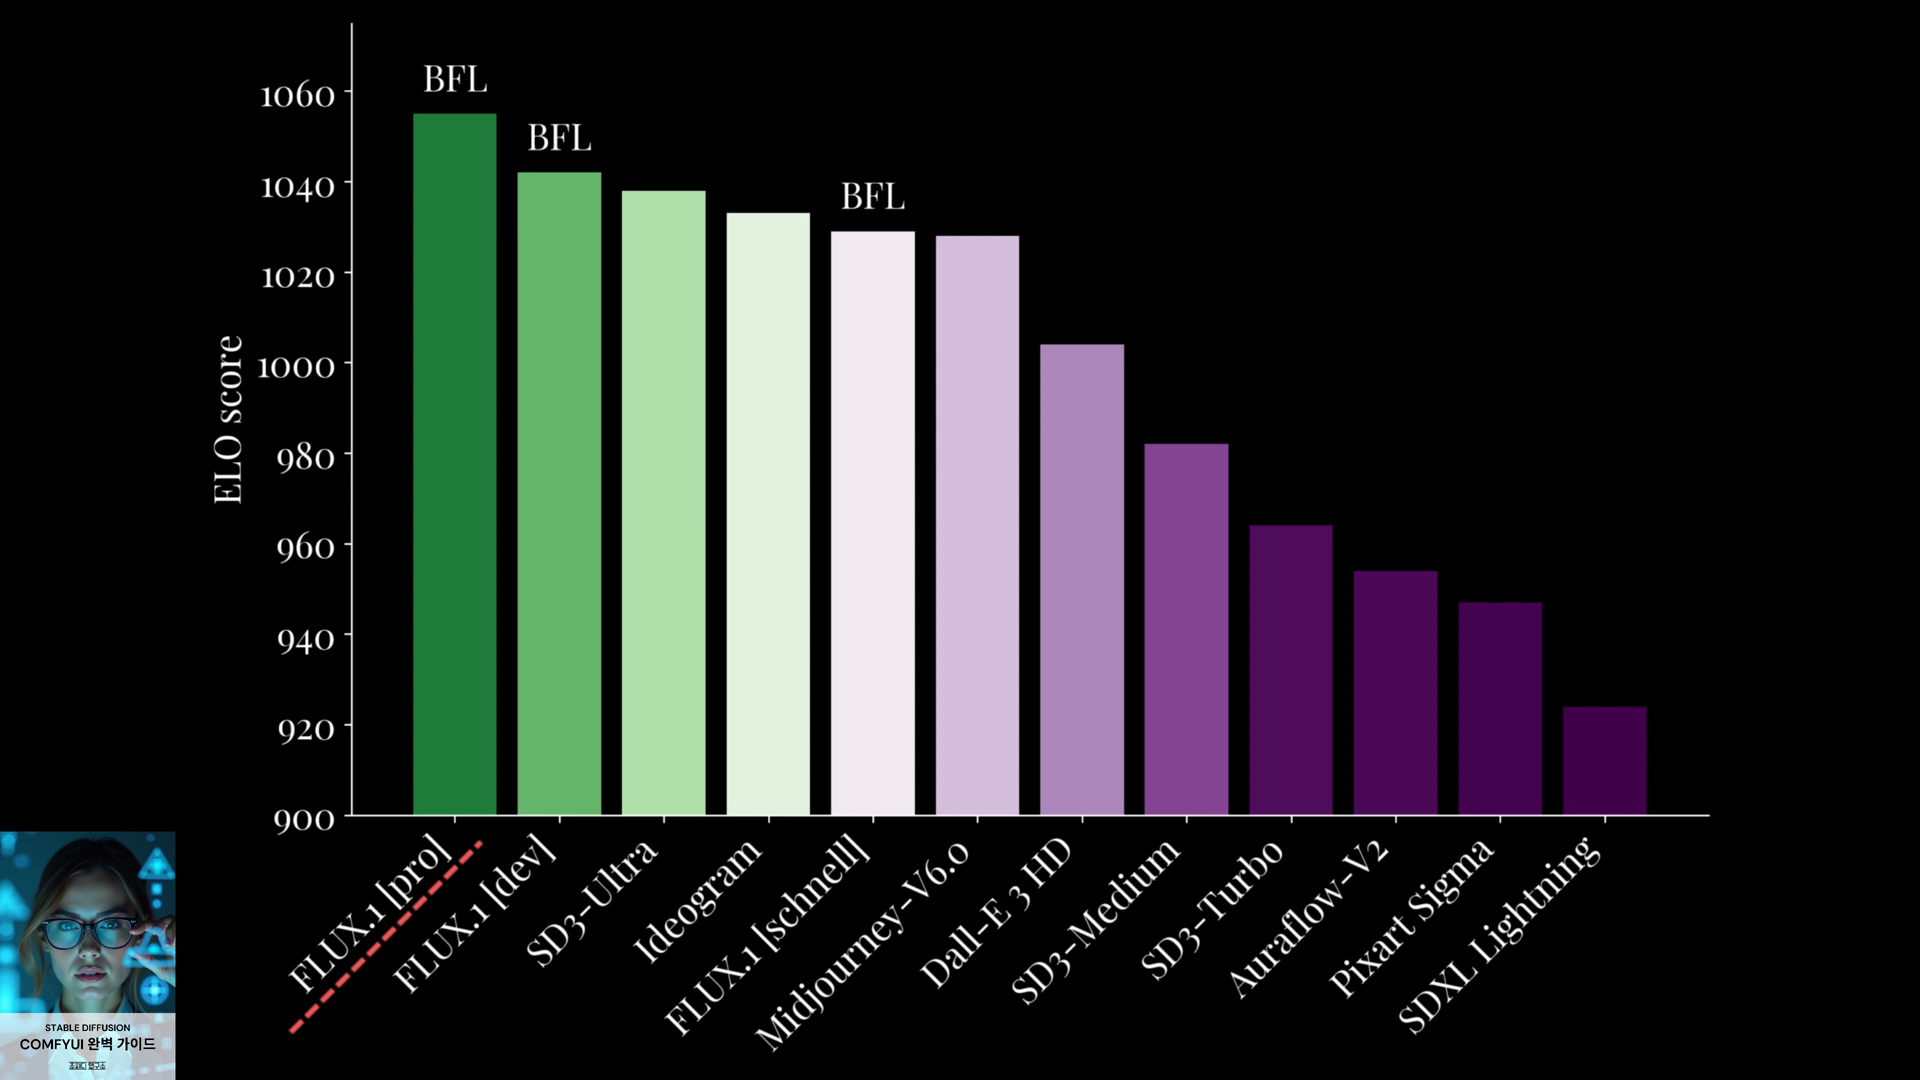 BFL
BFL
BFL
ELO score
1060
1040
1020
1000
980
960
940
920
900
FLUX.1 [pro]
FLUX.1 [dev]
SD3-Ultra
Ideogram
FLUX.1 [schnell]
Midjourney-V6.0
Dall-E 3 HD
SD3-Medium
SD3-Turbo
Auraflow-V2
Pixart Sigma
SDXL Lightning
STABLE DIFFUSION
COMFYUI 완벽 가이드